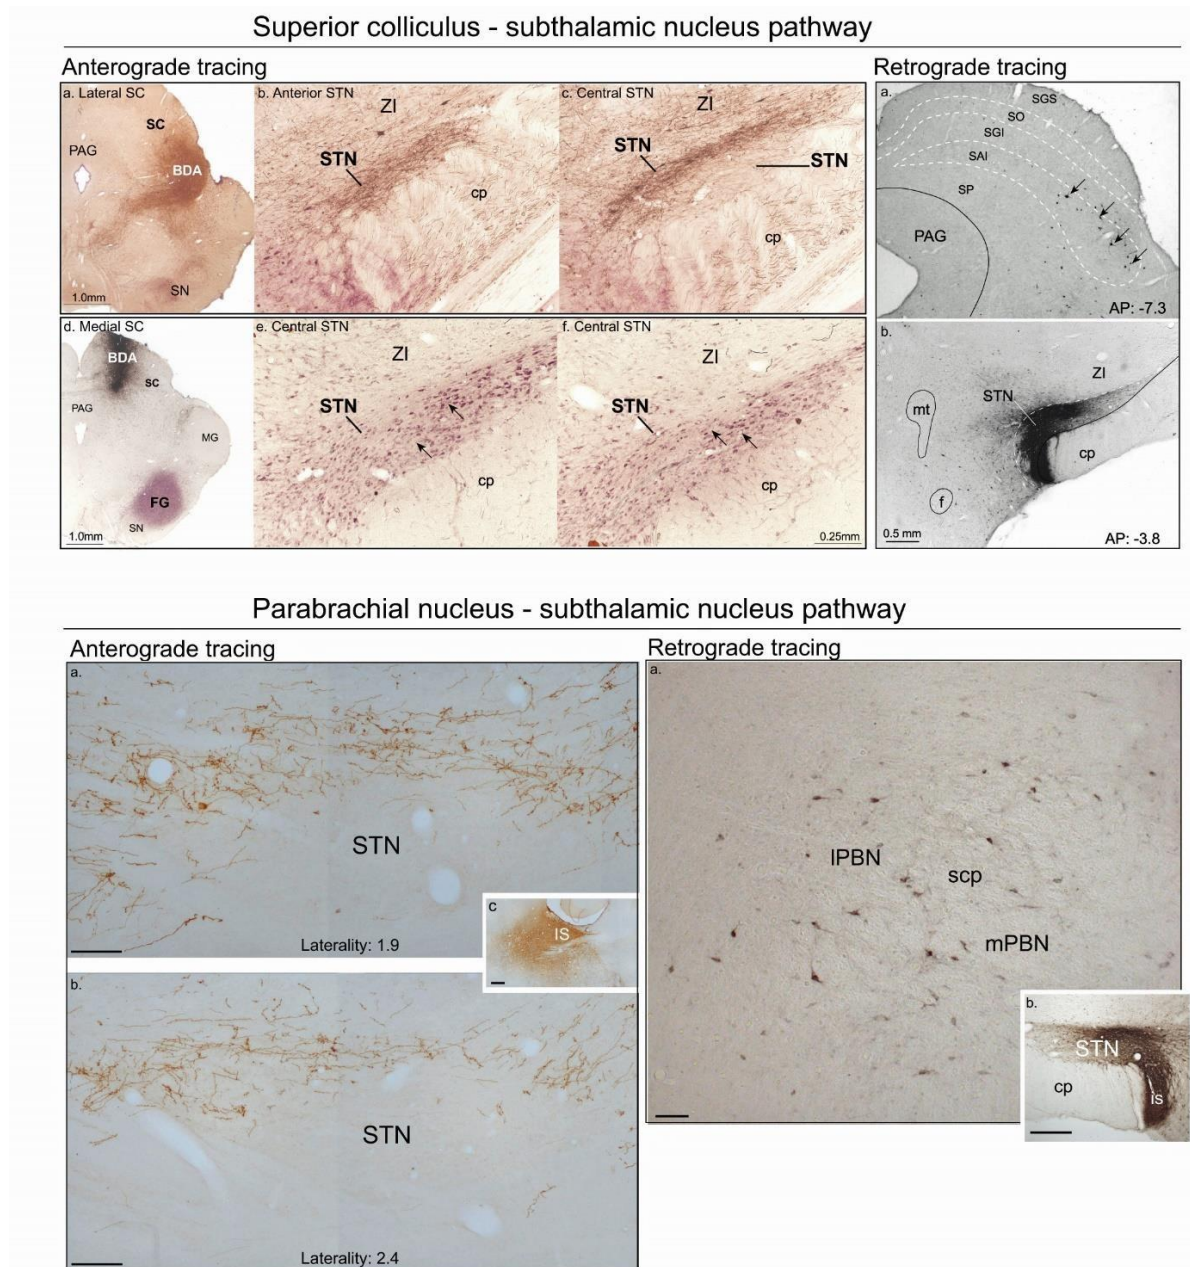 Superior colliculus - subthalamic nucleus pathway
Anterograde tracing
a. Lateral SC
SC
PAG
BDA
SN
1.0mm
b. Anterior STN
ZI
STN
cp
c. Central STN
ZI
STN
STN
cp
d. Medial SC
BDA
SC
PAG
MG
FG
SN
1.0mm
e. Central STN
ZI
STN
cp
f. Central STN
ZI
STN
cp
0.25mm
Retrograde tracing
a.
SGS
SO
SGI
SAI
SP
PAG
AP: -7.3
b.
ZI
STN
mt
cp
f
0.5 mm
AP: -3.8
Parabrachial nucleus - subthalamic nucleus pathway
Anterograde tracing
a.
STN
Laterality: 1.9
c
IS
b.
STN
Laterality: 2.4
Retrograde tracing
a.
lPBN
scp
mPBN
b.
STN
cp
is